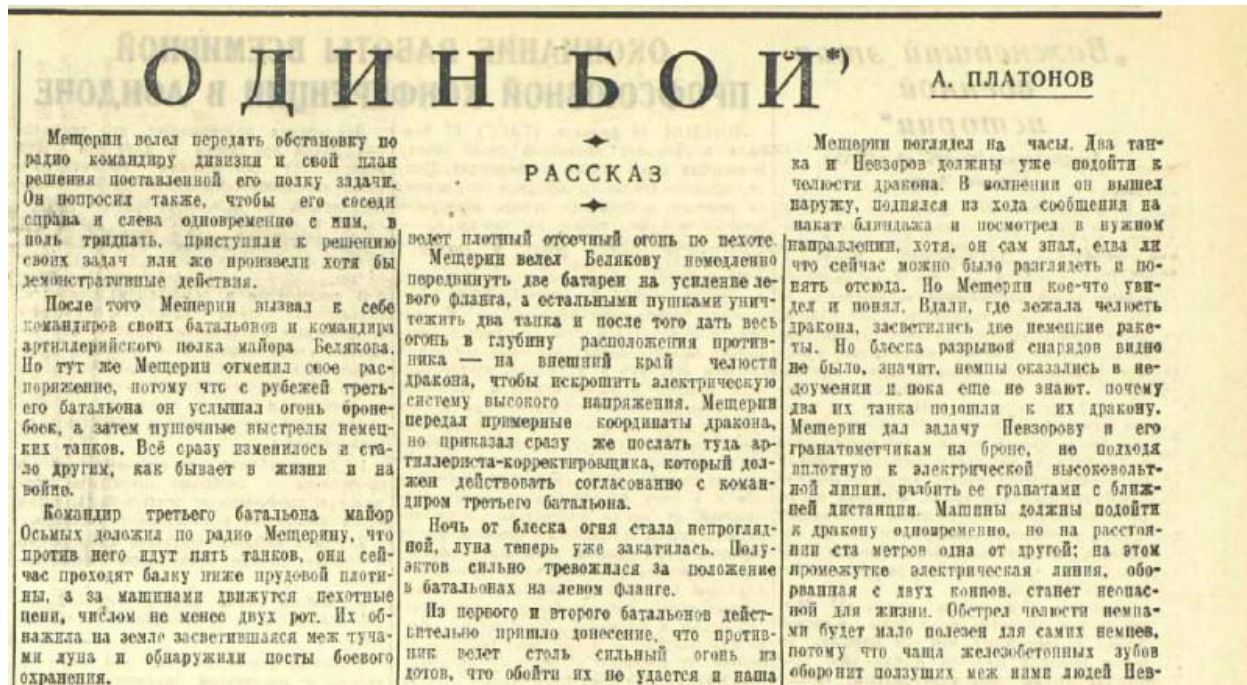 ОДИН БОЙ*)
А. ПЛАТОНОВ
РАССКАЗ
Мещерин велел передать обстановку по
радио командиру дивизии и свой план
решения поставленной его полку задачи.
Он попросил также, чтобы его соседи
справа и слева одновременно с ним, в
ноль тридцать, приступили к решению
своих задач или же произвели хотя бы
демонстративные действия.
После того Мещерин вызвал к себе
командиров своих батальонов и командира
артиллерийского полка майора Белякова.
Но тут же Мещерин отменил свое рас-
поряжение, потому что с рубежей треть-
его батальона он услышал огонь броне-
боек, а затем пушечные выстрелы немец-
ких танков. Всё сразу изменилось и ста-
ло другим, как бывает в жизни и на
войне.
Командир третьего батальона майор
Осьмых доложил по радио Мещерину, что
против него идут пять танков, они сей-
час проходят балку ниже прудовой плоти-
ны, а за машинами движутся пехотные
цепи, числом не менее двух рот. Их об-
нажила на земле засветившаяся меж туча-
ми луна и обнаружили посты боевого
охранения.
ведет плотный отсечный огонь по пехоте.
Мещерин велел Белякову немедленно
передвинуть две батареи на усиление ле-
вого фланга, а остальными пушками унич-
тожить два танка и после того дать весь
огонь в глубину расположения против-
ника — на внешний край челюсти
дракона, чтобы искрошить электрическую
систему высокого напряжения. Мещерин
передал примерные координаты дракона,
но приказал сразу же послать туда ар-
тиллериста-корректировщика, который дол-
жен действовать согласованно с коман-
диром третьего батальона.
Ночь от блеска огня стала непрогляд-
ной, луна теперь уже закатилась. Полу-
эктов сильно тревожился за положение
в батальонах на левом фланге.
Из первого и второго батальонов дейст-
вительно пришло донесение, что против-
ник ведет столь сильный огонь из
дотов, что обойти их не удается и наша
Мещерин поглядел на часы. Два тан-
ка и Невзоров должны уже подойти к
челюсти дракона. В волнении он вышел
наружу, поднялся из хода сообщения на
накат блиндажа и посмотрел в нужном
направлении, хотя, он сам знал, едва ли
что сейчас можно было разглядеть и по-
нять отсюда. Но Мещерин кое-что уви-
дел и понял. Вдали, где лежала челюсть
дракона, засветились две немецкие раке-
ты. Но блеска разрывов снарядов видно
не было, значит, немцы оказались в не-
доумении и пока еще не знают, почему
два их танка подошли к их дракону.
Мещерин дал задачу Невзорову и его
гранатометчикам на броне, не подходя
вплотную к электрической высоковольт-
ной линии, разбить ее гранатами с ближ-
ней дистанции. Машины должны подойти
к дракону одновременно, но на расстоя-
нии ста метров одна от другой; на этом
промежутке электрическая линия, обо-
рванная с двух концов, станет неопас-
ной для жизни. Обстрел челюсти немца-
ми будет мало полезен для самих немцев,
потому что чаща железобетонных зубов
оборонит ползущих меж ними людей Нев-